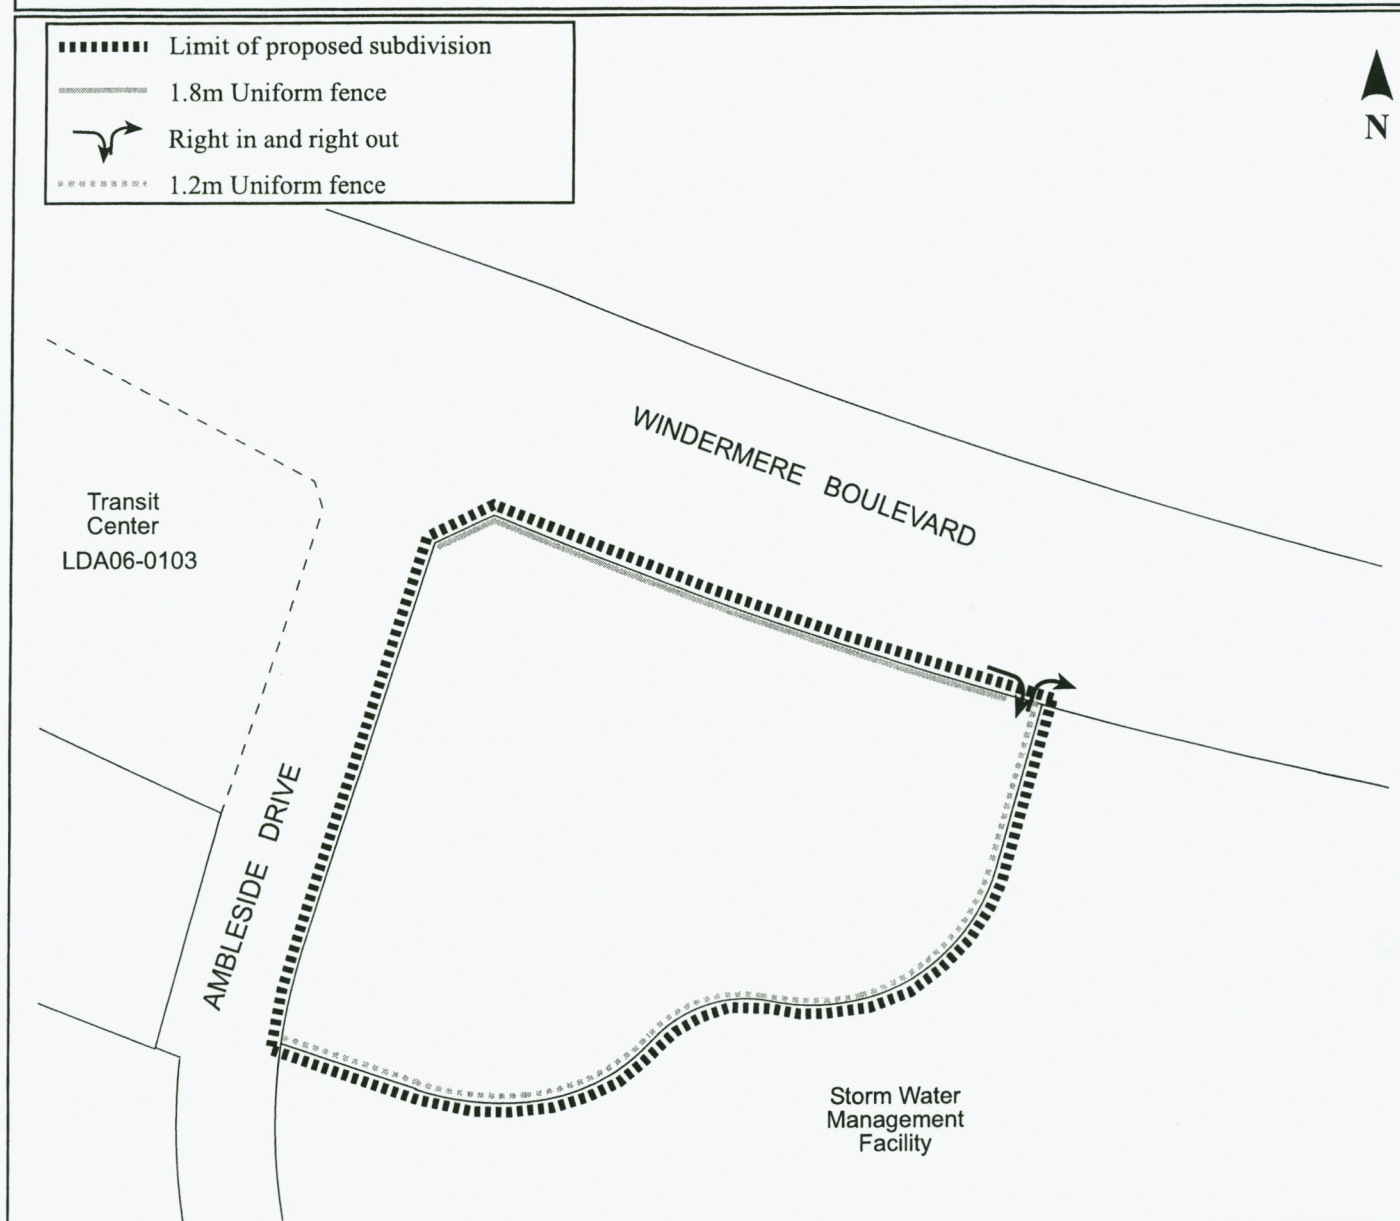 Limit of proposed subdivision
1.8m Uniform fence
Right in and right out
1.2m Uniform fence
N
WINDERMERE BOULEVARD
Transit
Center
LDA06-0103
AMBLESIDE DRIVE
Storm Water
Management
Facility